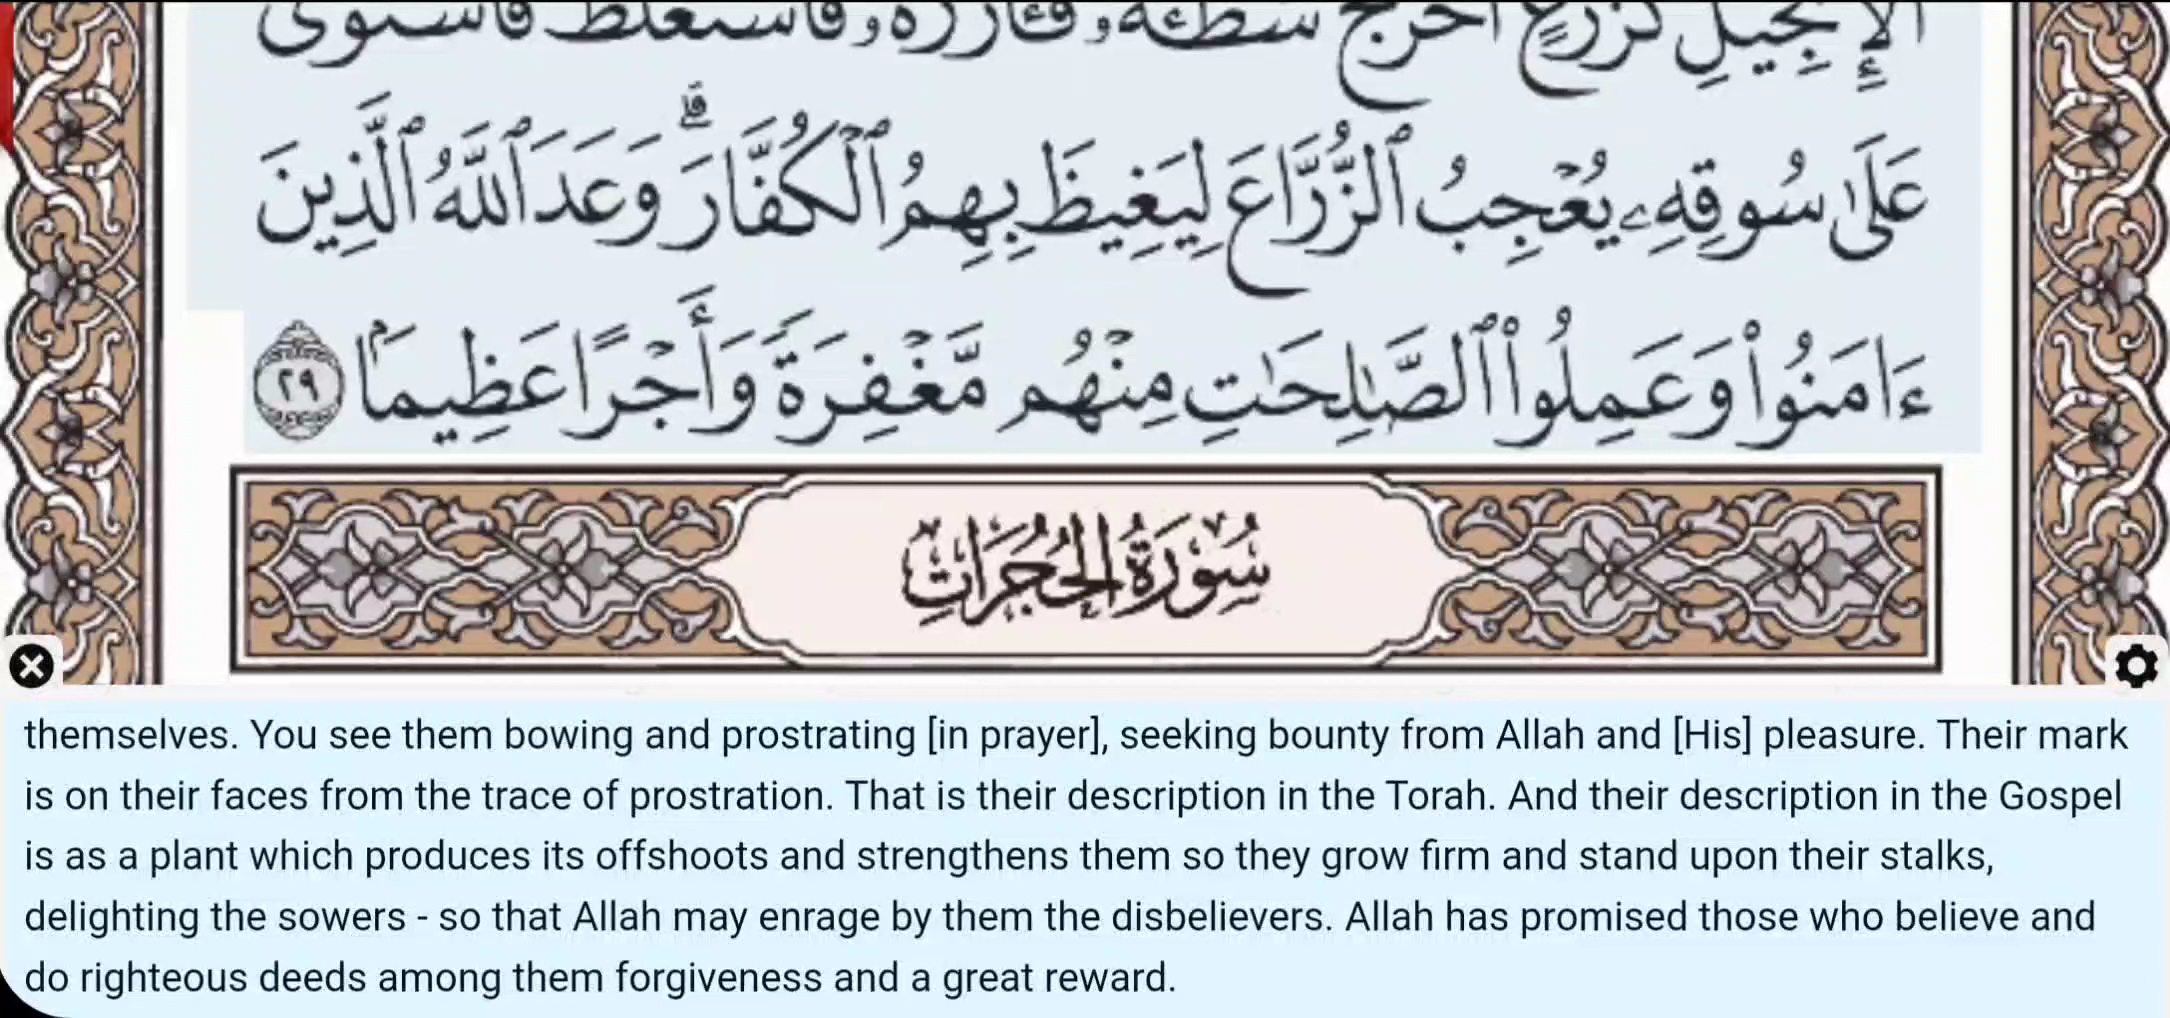 ٱلْإِنجِيلِ كَزَرْعٍ أَخْرَجَ شَطْـَٔهُۥ فَـَٔازَرَهُۥ فَٱسْتَغْلَظَ فَٱسْتَوَىٰ
عَلَىٰ سُوقِهِۦ يُعْجِبُ ٱلزُّرَّاعَ لِيَغِيظَ بِهِمُ ٱلْكُفَّارَ ۗ وَعَدَ ٱللَّهُ ٱلَّذِينَ
ءَامَنُوا۟ وَعَمِلُوا۟ ٱلصَّـٰلِحَـٰتِ مِنْهُم مَّغْفِرَةً وَأَجْرًا عَظِيمًۢا ٢٩
سُورَةُ الحُجُرَاتِ
themselves. You see them bowing and prostrating [in prayer], seeking bounty from Allah and [His] pleasure. Their mark
is on their faces from the trace of prostration. That is their description in the Torah. And their description in the Gospel
is as a plant which produces its offshoots and strengthens them so they grow firm and stand upon their stalks,
delighting the sowers - so that Allah may enrage by them the disbelievers. Allah has promised those who believe and
do righteous deeds among them forgiveness and a great reward.